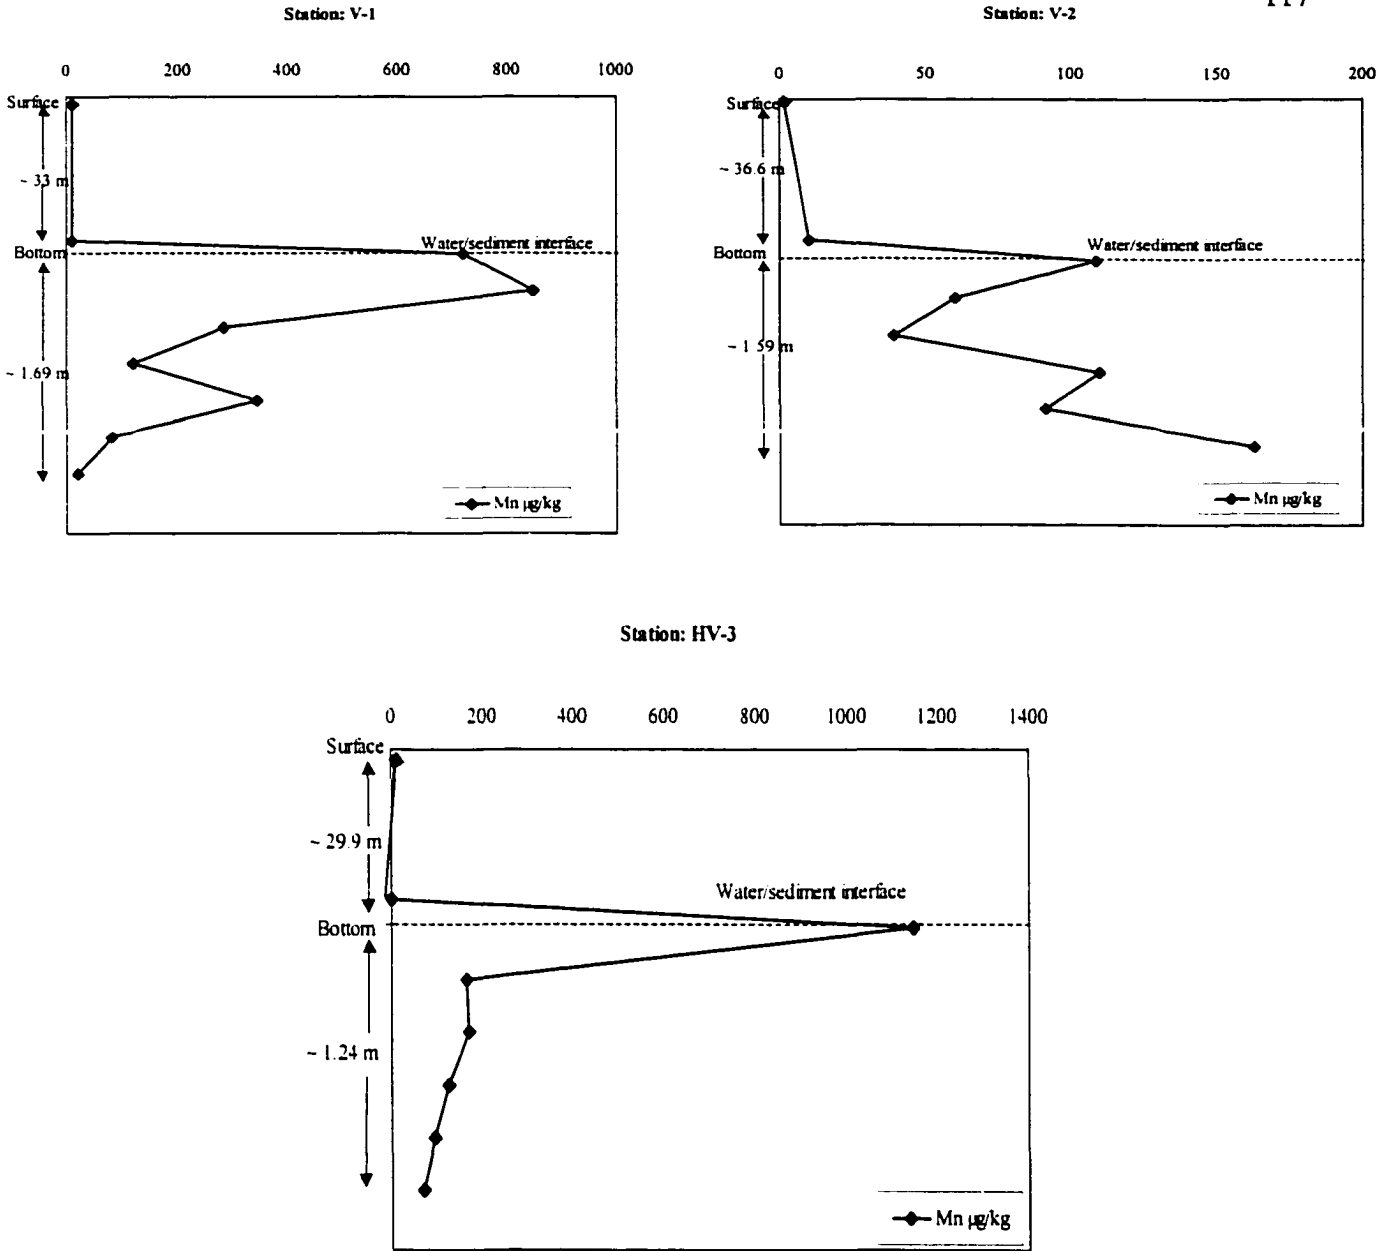 Station: V-1
0 200 400 600 800 1000
Surface
~ 33 m
Water/sediment interface
Bottom
~ 1.69 m
Mn µg/kg
Station: V-2
0 50 100 150 200
Surface
~ 36.6 m
Water/sediment interface
Bottom
~ 1 59 m
Mn µg/kg
Station: HV-3
0 200 400 600 800 1000 1200 1400
Surface
~ 29.9 m
Water/sediment interface
Bottom
~ 1.24 m
Mn µg/kg